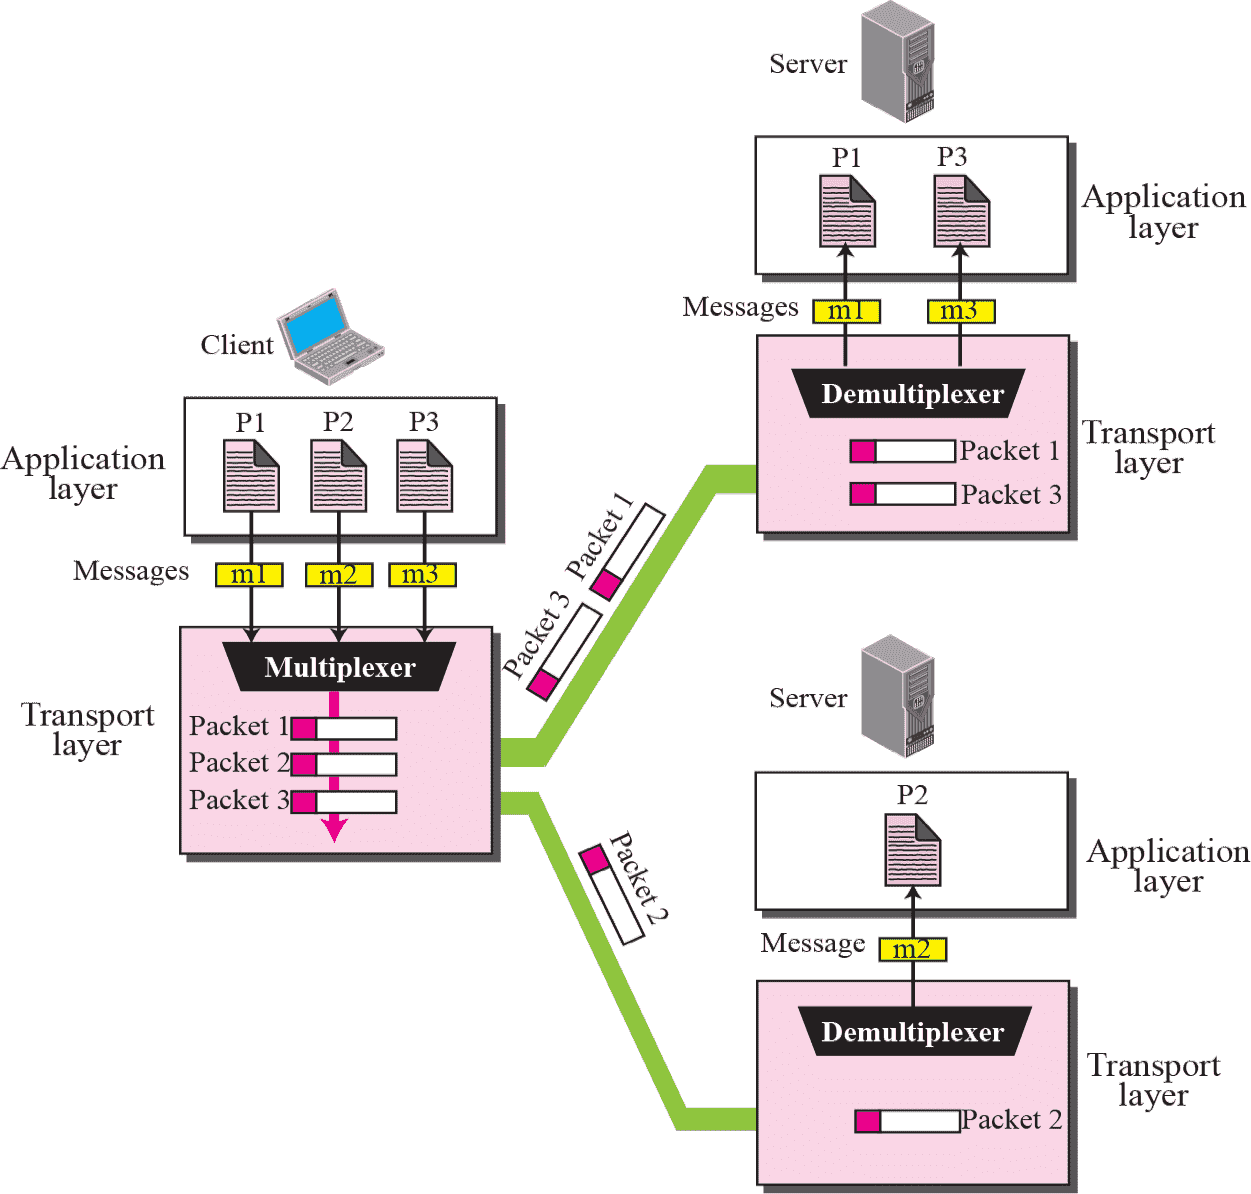 Server
P1 P3
Application
layer
Messages m1 m3
Demultiplexer
Packet 1
Packet 3
Transport
layer
Client
P1 P2 P3
Application
layer
Messages m1 m2 m3
Multiplexer
Packet 1
Packet 2
Packet 3
Transport
layer
Packet 1
Packet 3
Packet 2
Server
P2
Application
layer
Message m2
Demultiplexer
Packet 2
Transport
layer